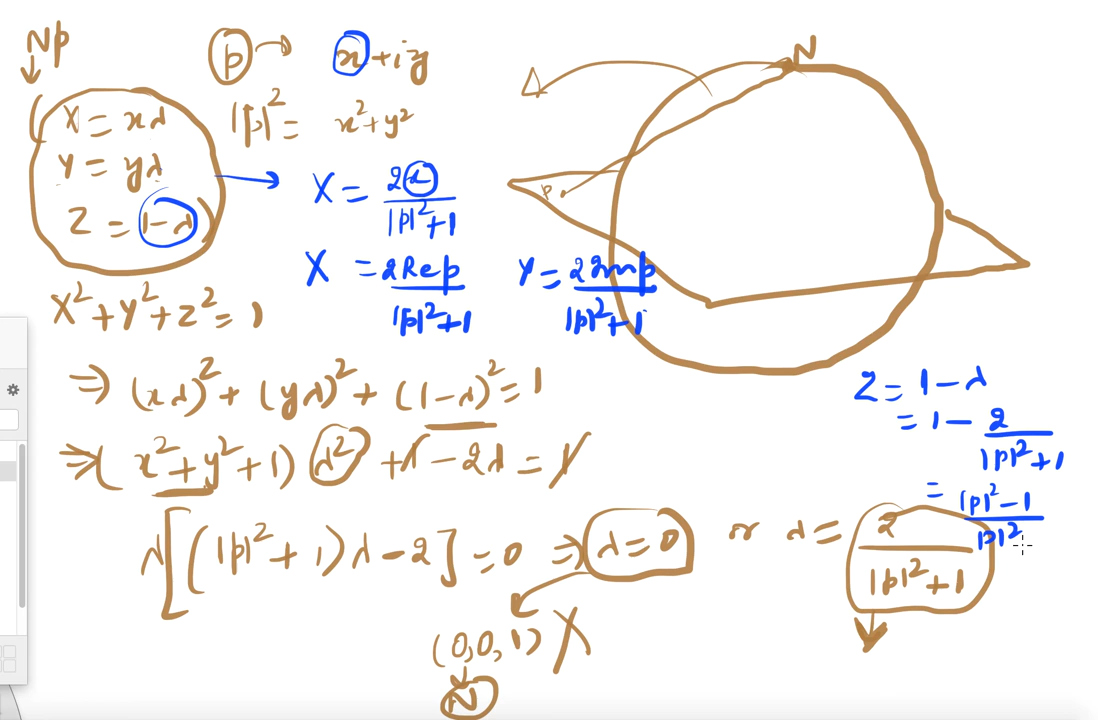 Np
p → x + iy
|p|² = x² + y²
X = xλ
Y = yλ
Z = 1-λ
X = 2x / |p|²+1
X = 2Re p / |p|²+1
Y = 2Im p / |p|²+1
N
P
X² + Y² + Z² = 1
⇒ (xλ)² + (yλ)² + (1-λ)² = 1
⇒ (x² + y² + 1) λ² + 1 - 2λ = 1
λ[(|p|² + 1)λ - 2] = 0 ⇒ λ = 0 or λ = 2 / |p|²+1
(0,0,1) X
N
Z = 1-λ
= 1 - 2 / |p|²+1
= |p|²-1 / |p|²